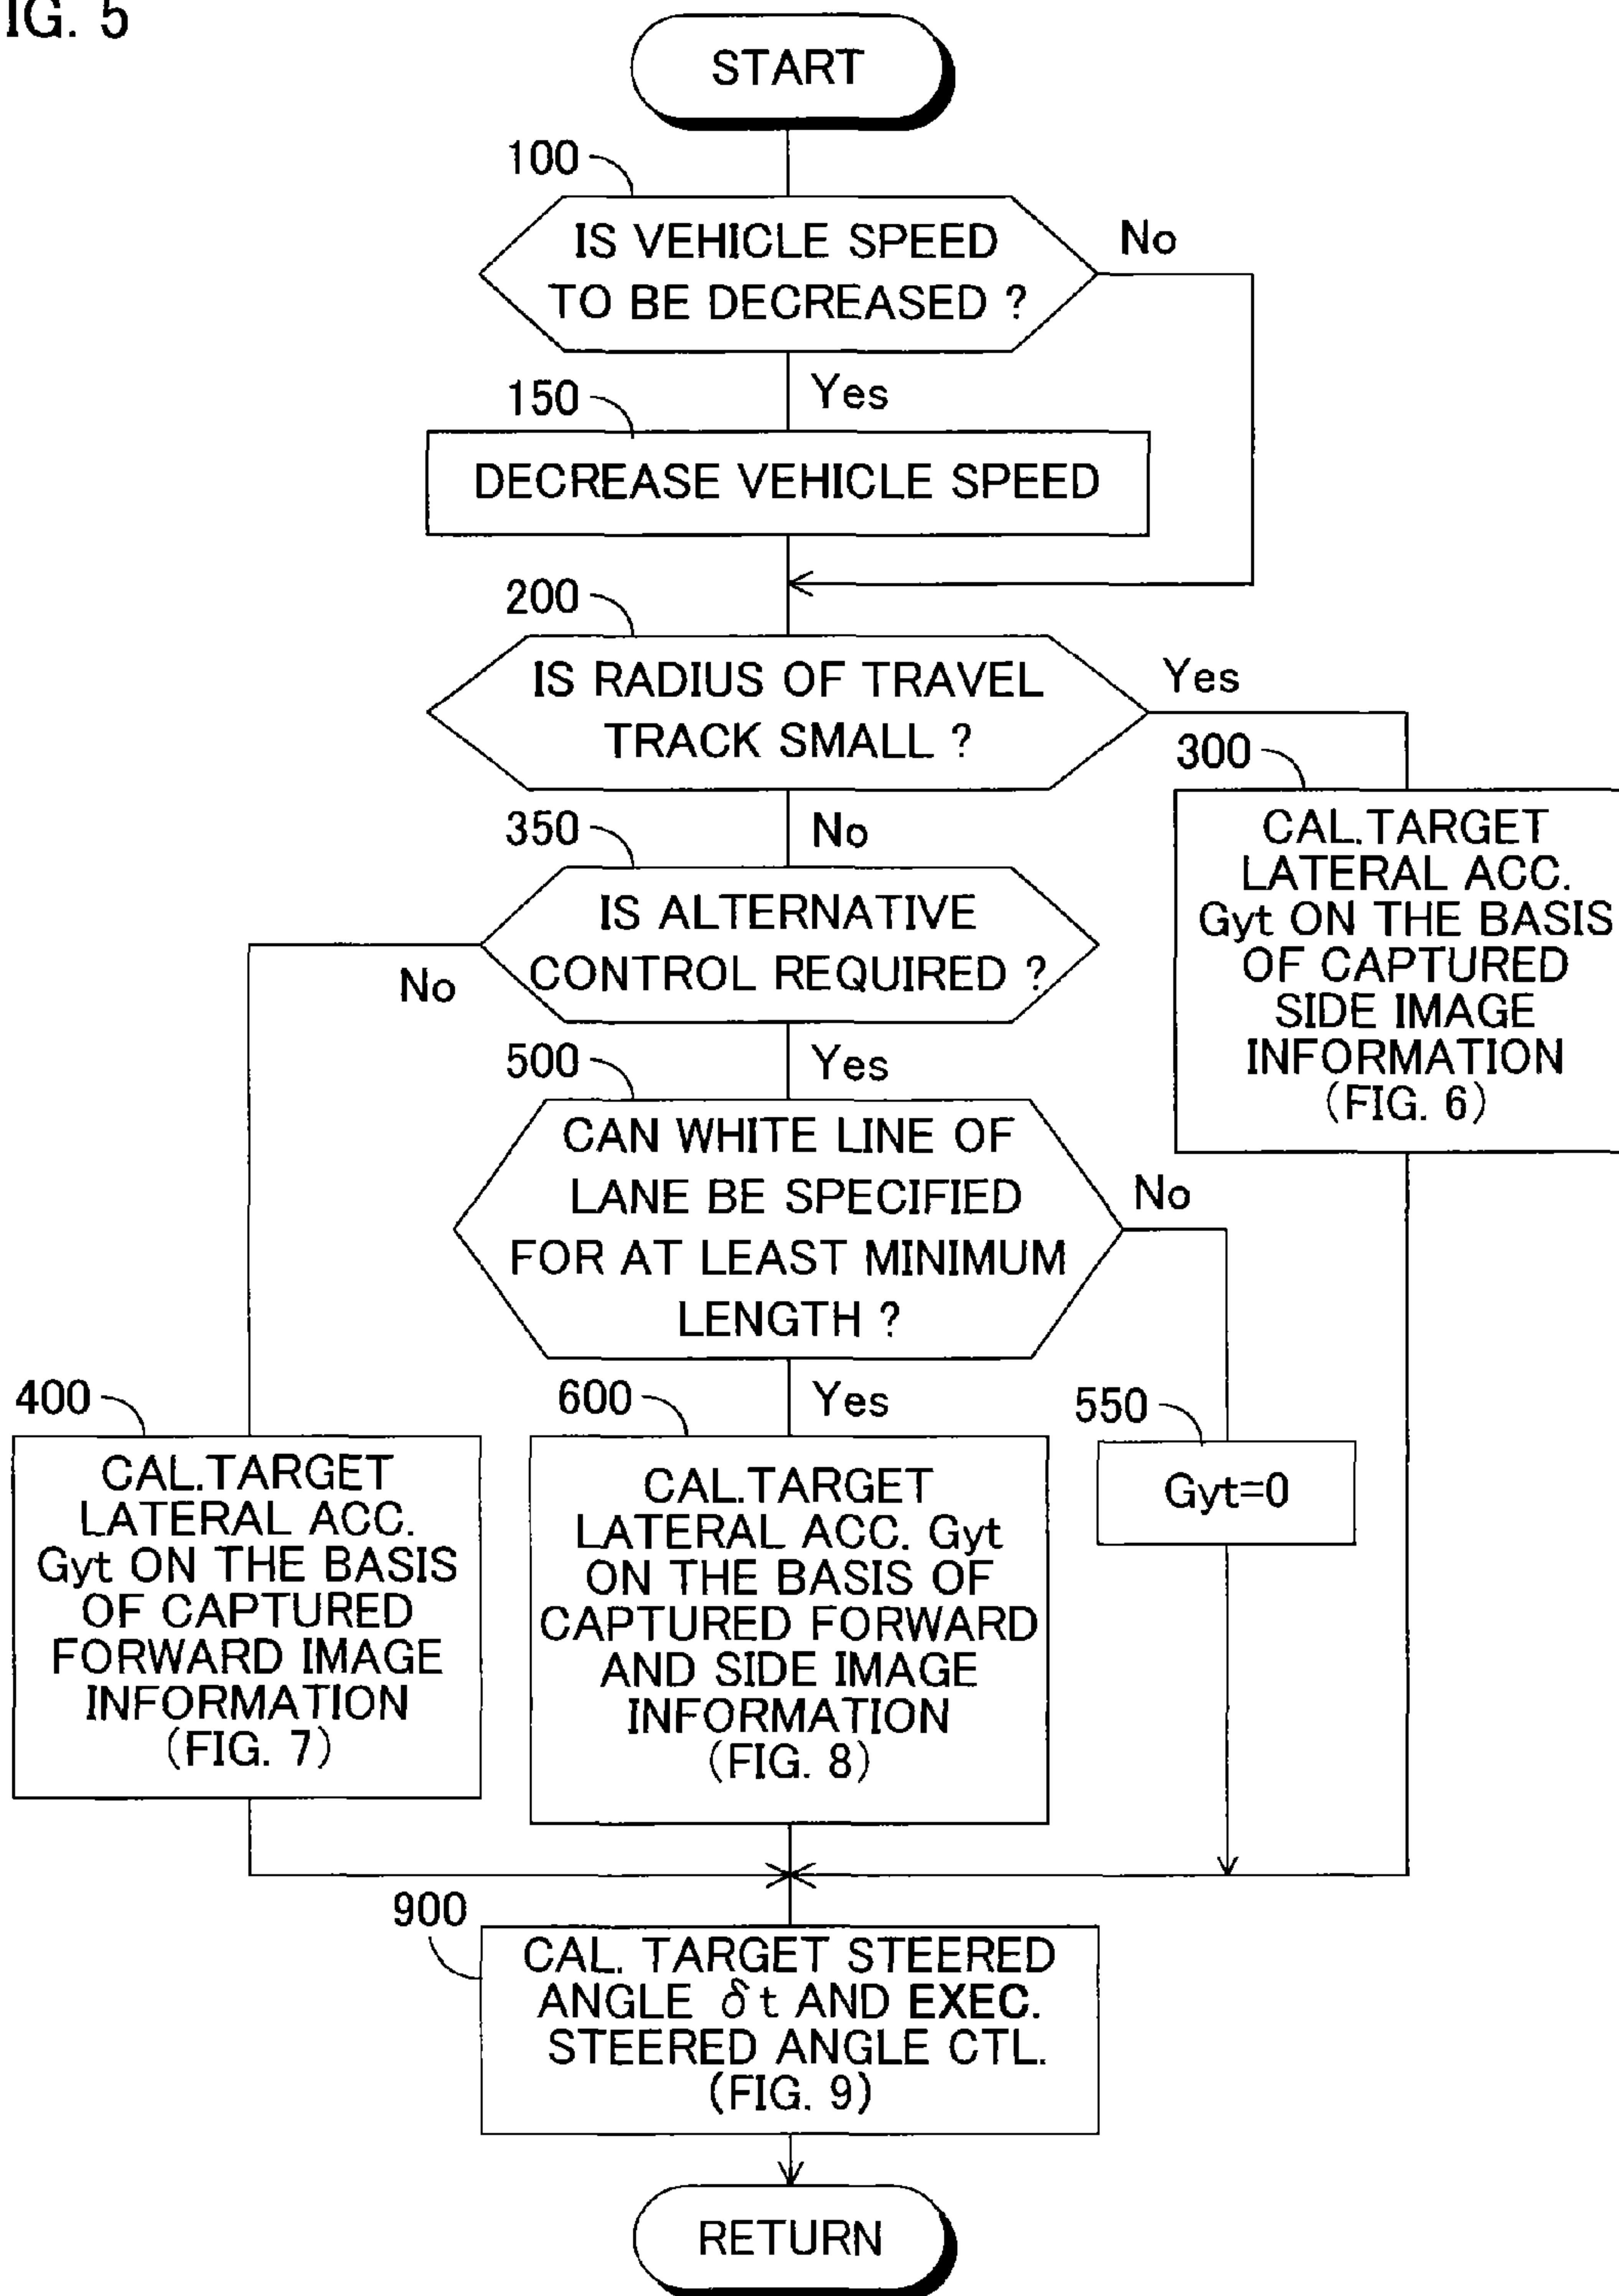 IG. 5
START
100
IS VEHICLE SPEED
TO BE DECREASED ?
No
Yes
150
DECREASE VEHICLE SPEED
200
IS RADIUS OF TRAVEL
TRACK SMALL ?
Yes
No
300
CAL.TARGET
LATERAL ACC.
Gyt ON THE BASIS
OF CAPTURED
SIDE IMAGE
INFORMATION
(FIG. 6)
350
IS ALTERNATIVE
CONTROL REQUIRED ?
No
Yes
500
CAN WHITE LINE OF
LANE BE SPECIFIED
FOR AT LEAST MINIMUM
LENGTH ?
No
Yes
400
CAL.TARGET
LATERAL ACC.
Gyt ON THE BASIS
OF CAPTURED
FORWARD IMAGE
INFORMATION
(FIG. 7)
600
CAL.TARGET
LATERAL ACC. Gyt
ON THE BASIS OF
CAPTURED FORWARD
AND SIDE IMAGE
INFORMATION
(FIG. 8)
550
Gyt=0
900
CAL. TARGET STEERED
ANGLE δt AND EXEC.
STEERED ANGLE CTL.
(FIG. 9)
RETURN